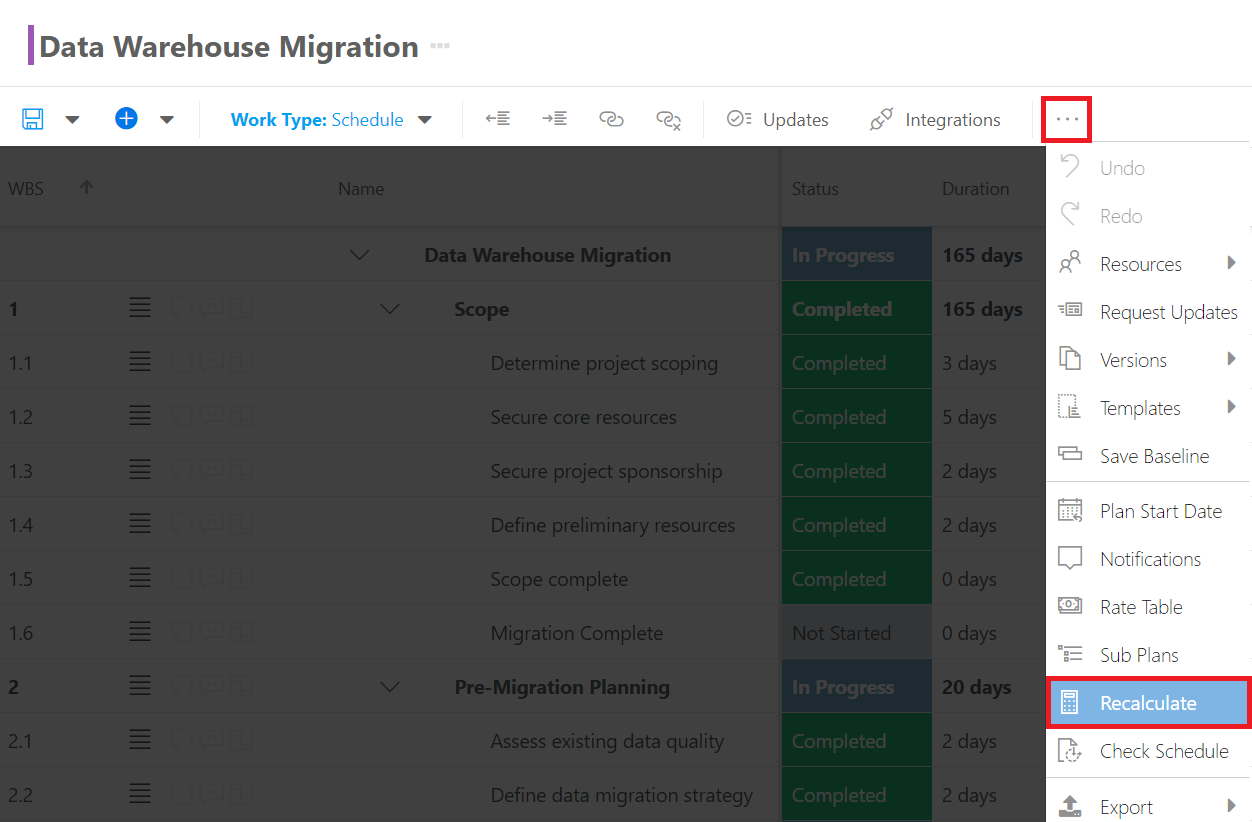 Data Warehouse Migration
Work Type: Schedule
Updates
Integrations
WBS Name Status Duration
Data Warehouse Migration In Progress 165 days
1 Scope Completed 165 days
1.1 Determine project scoping Completed 3 days
1.2 Secure core resources Completed 5 days
1.3 Secure project sponsorship Completed 2 days
1.4 Define preliminary resources Completed 2 days
1.5 Scope complete Completed 0 days
1.6 Migration Complete Not Started 0 days
2 Pre-Migration Planning In Progress 20 days
2.1 Assess existing data quality Completed 2 days
2.2 Define data migration strategy Completed 2 days
Undo
Redo
Resources
Request Updates
Versions
Templates
Save Baseline
Plan Start Date
Notifications
Rate Table
Sub Plans
Recalculate
Check Schedule
Export